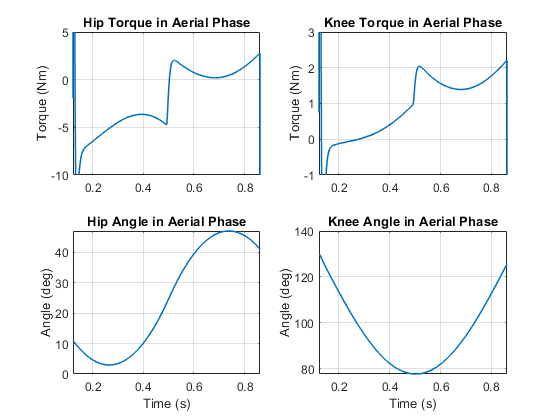 Hip Torque in Aerial Phase
Torque (Nm)
5
0
-5
-10
0.2 0.4 0.6 0.8
Knee Torque in Aerial Phase
Torque (Nm)
3
2
1
0
-1
0.2 0.4 0.6 0.8
Hip Angle in Aerial Phase
Angle (deg)
40
30
20
10
0
0.2 0.4 0.6 0.8
Time (s)
Knee Angle in Aerial Phase
Angle (deg)
140
120
100
80
0.2 0.4 0.6 0.8
Time (s)